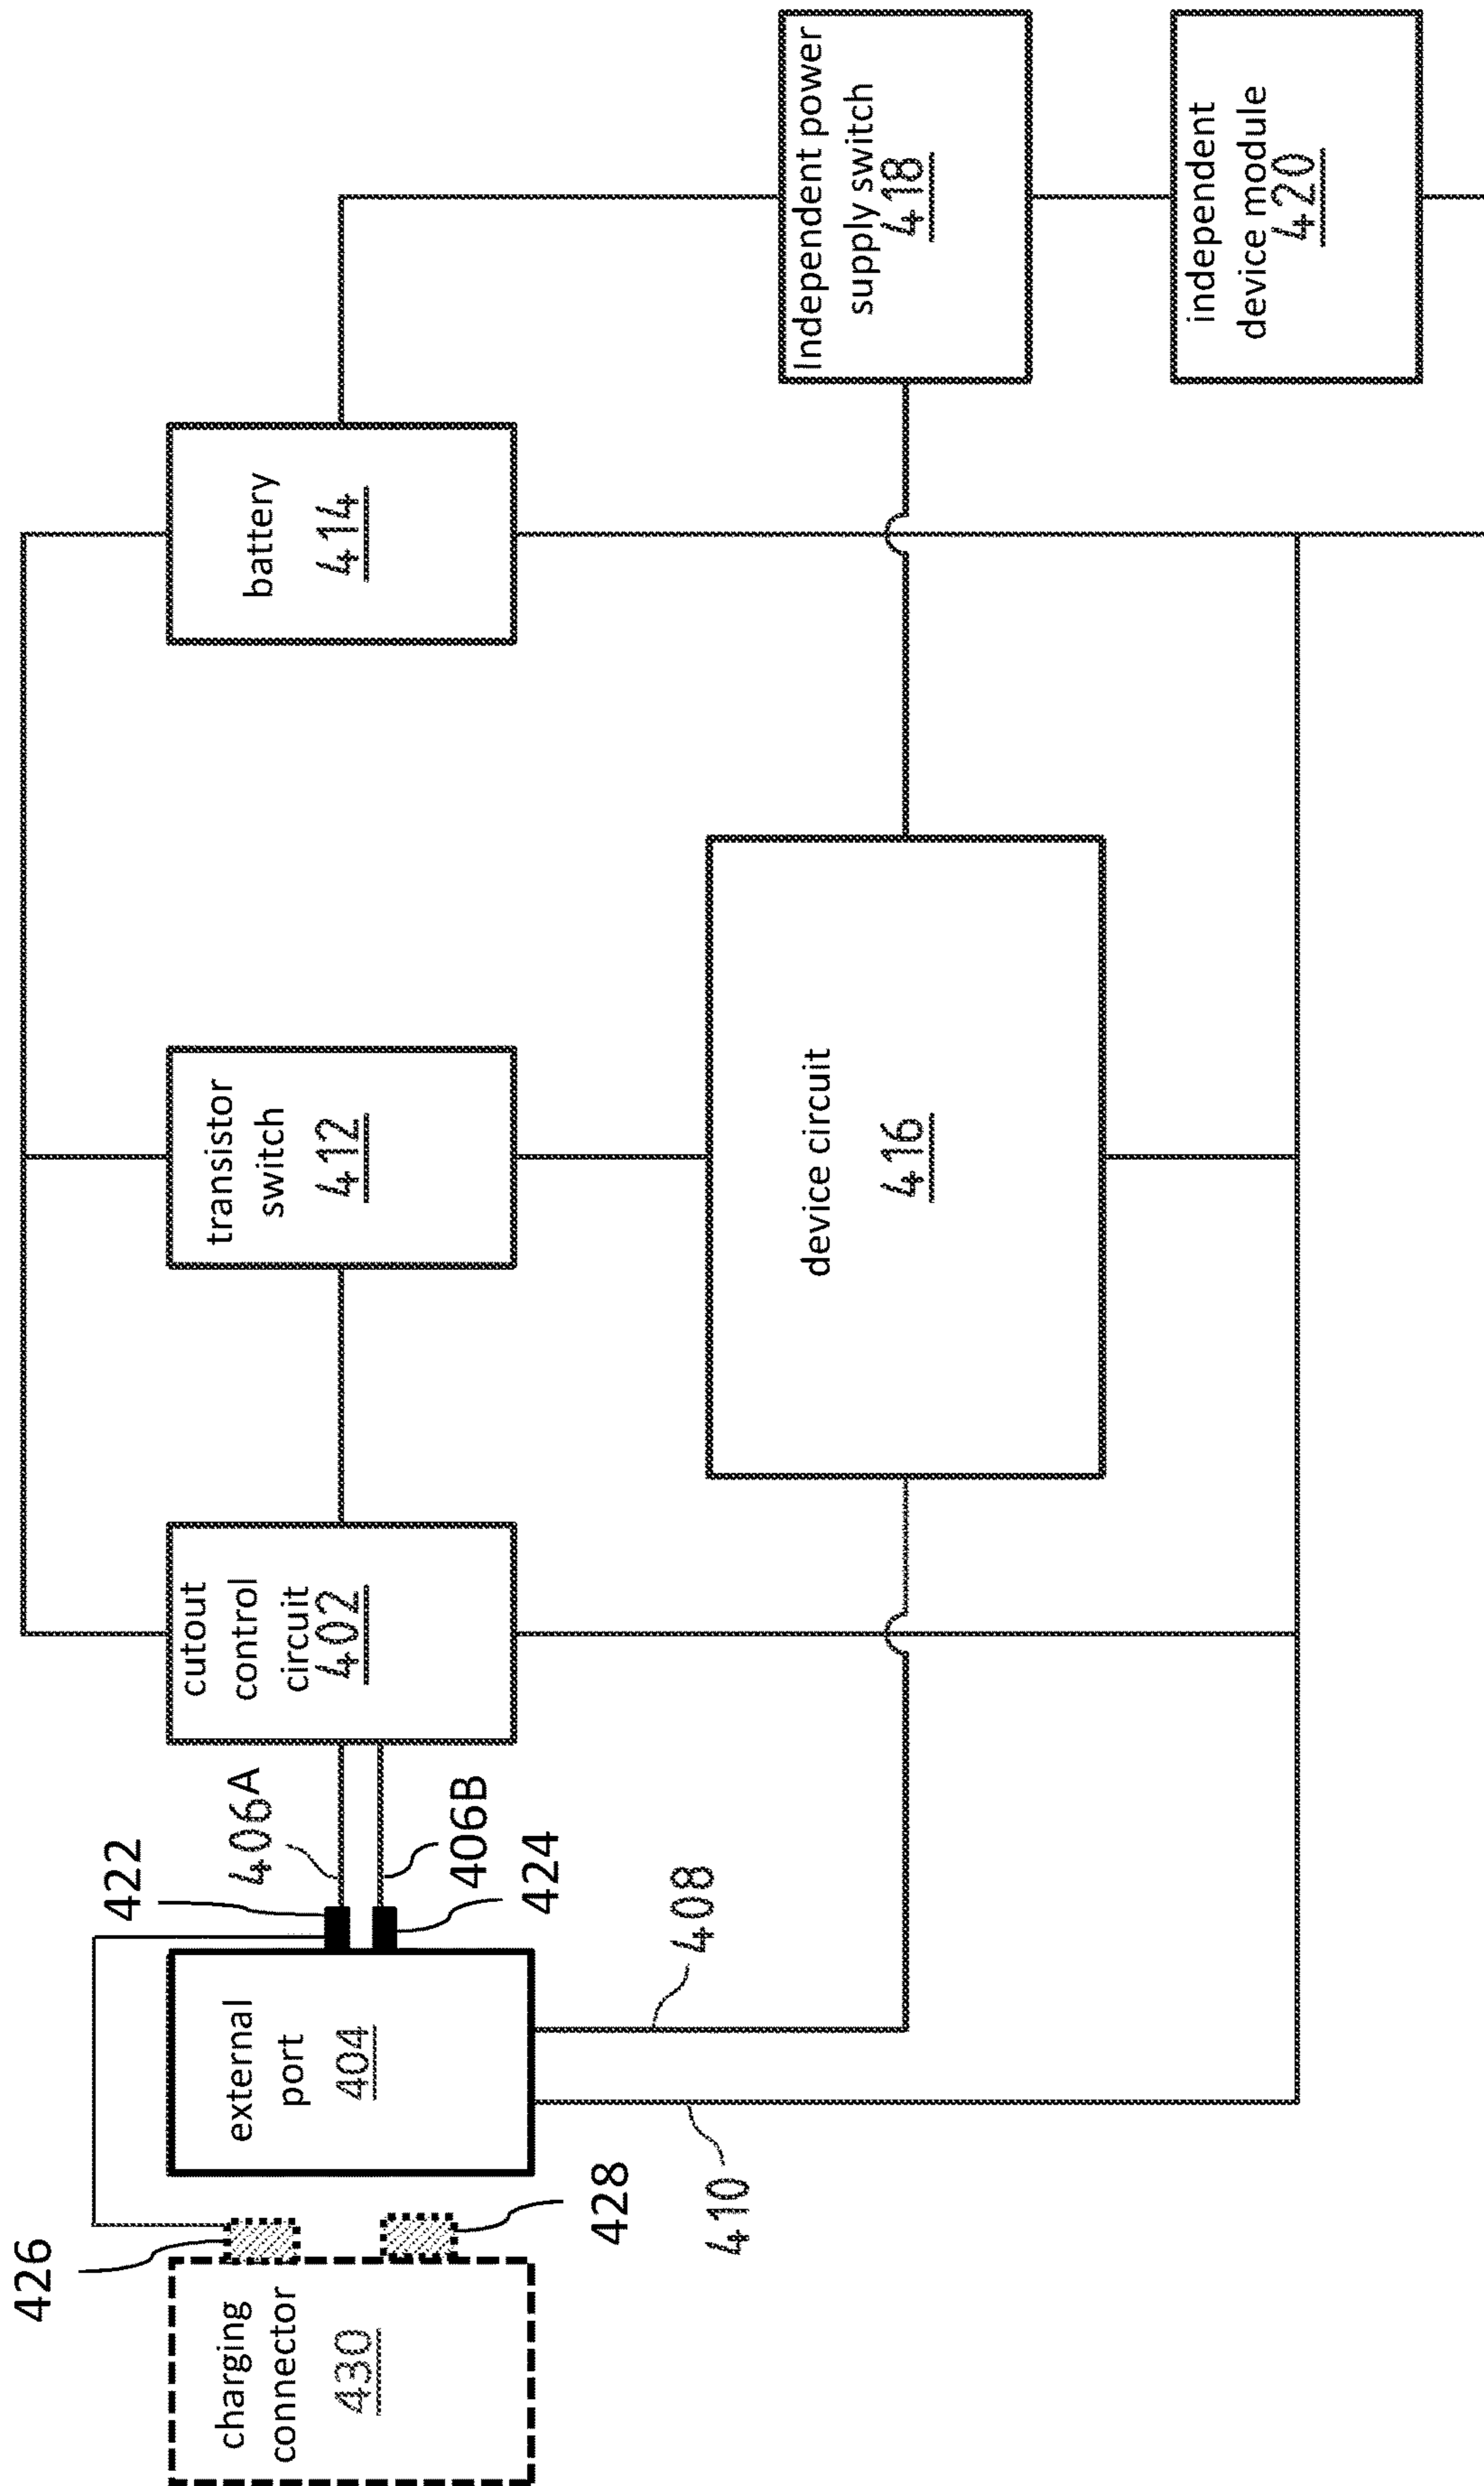 426
charging
connector
430
428
external
port
404
422
424
406A
406B
408
410
cutout
control
circuit
402
transistor
switch
412
device circuit
416
battery
414
Independent power
supply switch
418
independent
device module
420